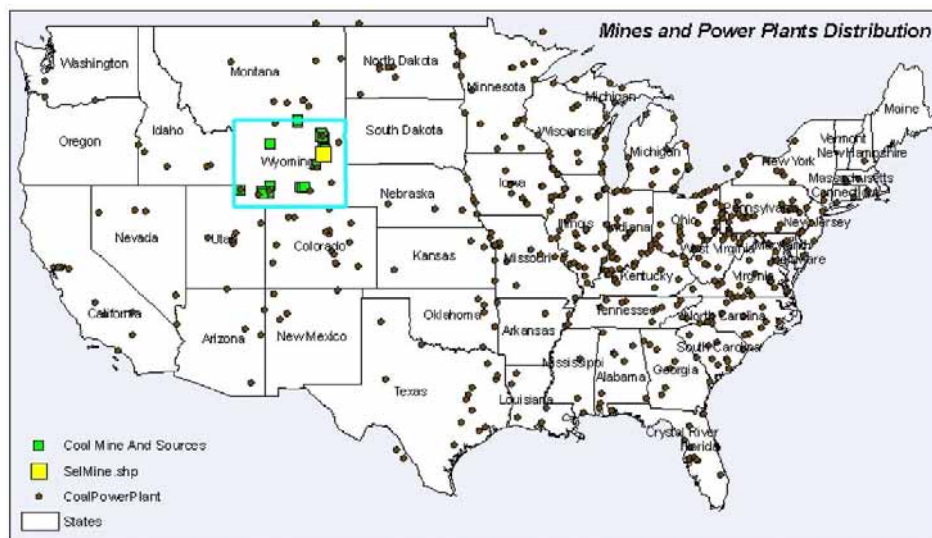 Mines and Power Plants Distribution
Washington
Montana
North Dakota
Minnesota
Michigan
Maine
Oregon
Idaho
South Dakota
Wisconsin
Vermont
New Hampshire
Wyoming
Michigan
New York
Massachusetts
Connecticut
Nebraska
Iowa
Pennsylvania
New Jersey
Nevada
Utah
Colorado
Illinois
Indiana
Ohio
West Virginia
Maryland
Delaware
Kansas
Missouri
Kentucky
Virginia
California
Oklahoma
Tennessee
North Carolina
Arizona
New Mexico
Arkansas
South Carolina
Mississippi
Alabama
Georgia
Texas
Louisiana
Crystal River
Florida
Coal Mine And Sources
SelMine.shp
CoalPowerPlant
States